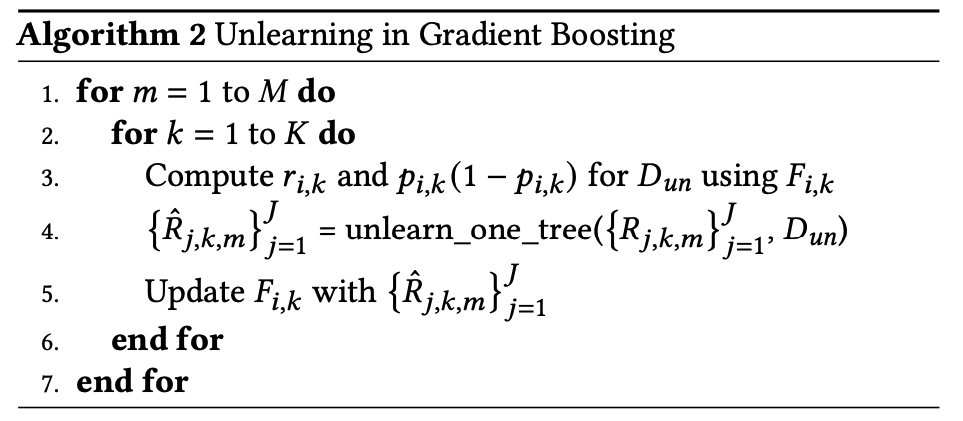 Algorithm 2 Unlearning in Gradient Boosting
1. for m = 1 to M do
2. for k = 1 to K do
3. Compute r_{i,k} and p_{i,k}(1 − p_{i,k}) for D_{un} using F_{i,k}
4. {R̂_{j,k,m}}_{j=1}^{J} = unlearn_one_tree({R_{j,k,m}}_{j=1}^{J}, D_{un})
5. Update F_{i,k} with {R̂_{j,k,m}}_{j=1}^{J}
6. end for
7. end for